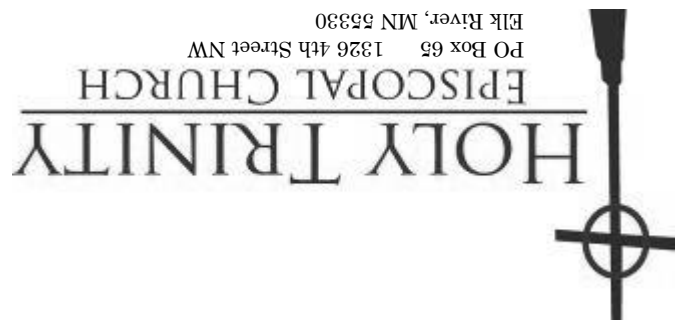 HOLY TRINITY
EPISCOPAL CHURCH
PO Box 65 1326 4th Street NW
Elk River, MN 55330